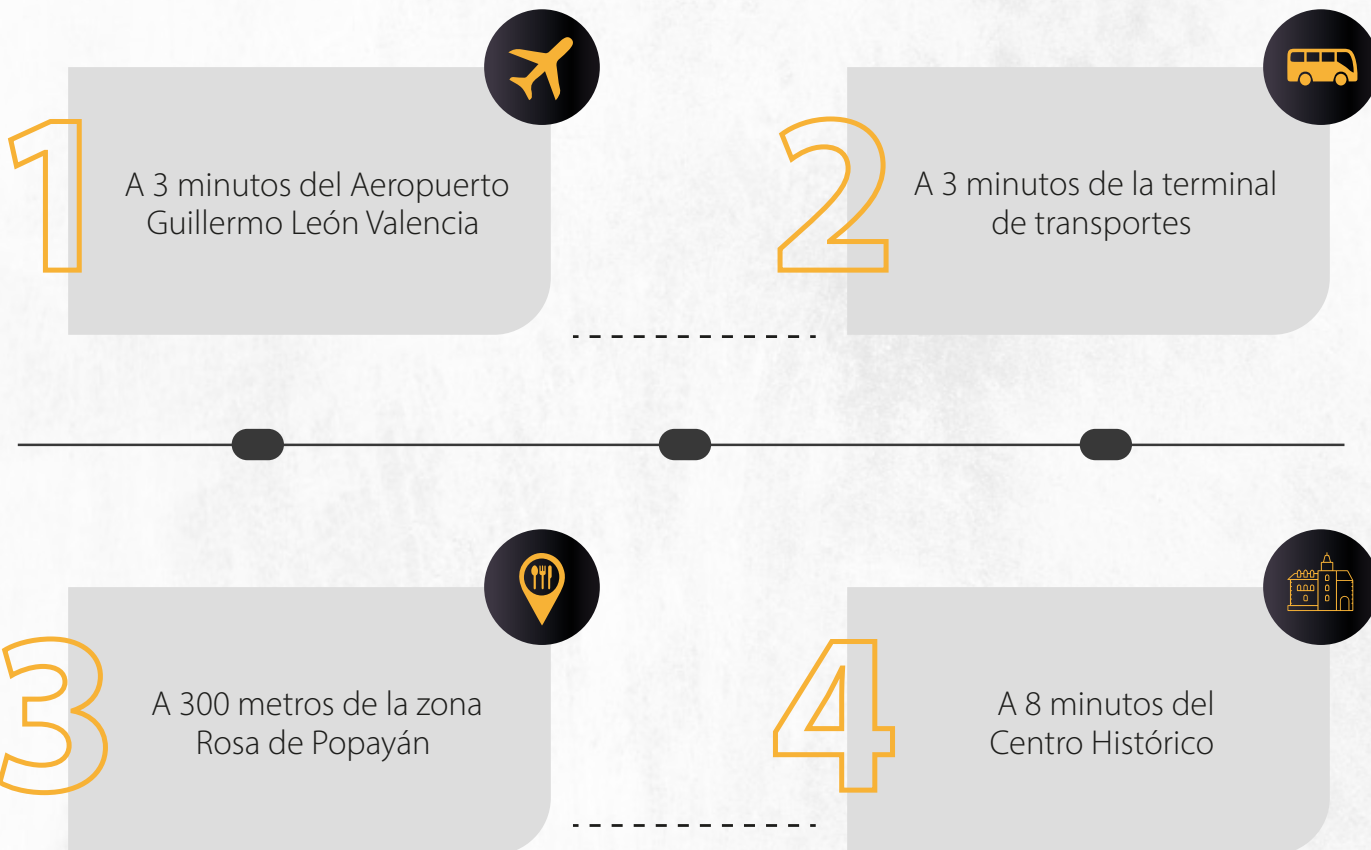 1
A 3 minutos del Aeropuerto
Guillermo León Valencia
2
A 3 minutos de la terminal
de transportes
3
A 300 metros de la zona
Rosa de Popayán
4
A 8 minutos del
Centro Histórico